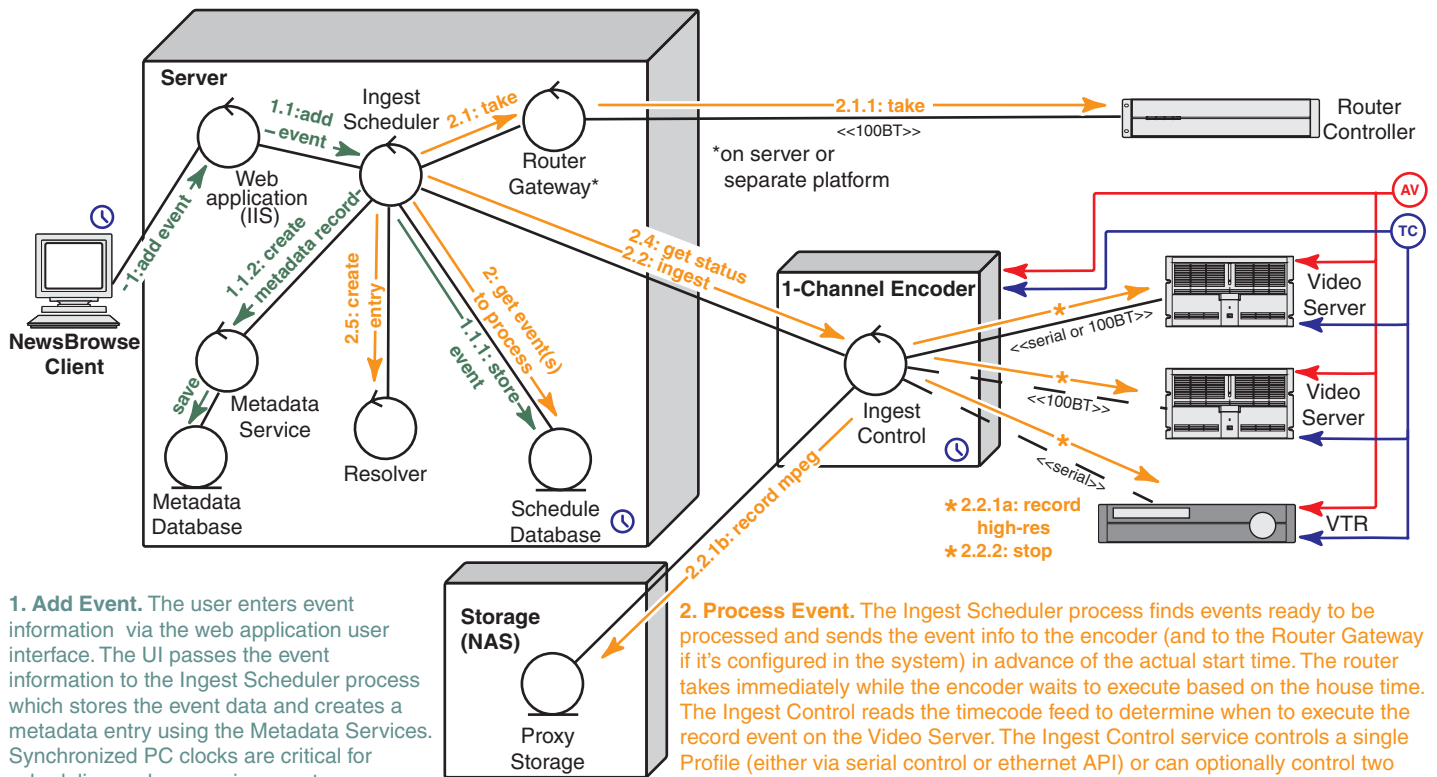 Server
Ingest
Scheduler
1.1:add
event
2.1: take
2.1.1: take
<<100BT>>
Router
Controller
Router
Gateway*
*on server or
separate platform
Web
application
(IIS)
1:add event
NewsBrowse
Client
1.1.2: create
metadata record
2.5: create
entry
2: get event(s)
to process
1.1.1: store
event
2.4: get status
2.2: ingest
AV
TC
1-Channel Encoder
Ingest
Control
*
<<serial or 100BT>>
Video
Server
*
<<100BT>>
Video
Server
*
<<serial>>
VTR
* 2.2.1a: record
high-res
* 2.2.2: stop
save
Metadata
Service
Metadata
Database
Resolver
Schedule
Database
2.2.1b: record mpeg
Storage
(NAS)
Proxy
Storage
1. Add Event. The user enters event
information via the web application user
interface. The UI passes the event
information to the Ingest Scheduler process
which stores the event data and creates a
metadata entry using the Metadata Services.
Synchronized PC clocks are critical for
2. Process Event. The Ingest Scheduler process finds events ready to be
processed and sends the event info to the encoder (and to the Router Gateway
if it's configured in the system) in advance of the actual start time. The router
takes immediately while the encoder waits to execute based on the house time.
The Ingest Control reads the timecode feed to determine when to execute the
record event on the Video Server. The Ingest Control service controls a single
Profile (either via serial control or ethernet API) or can optionally control two